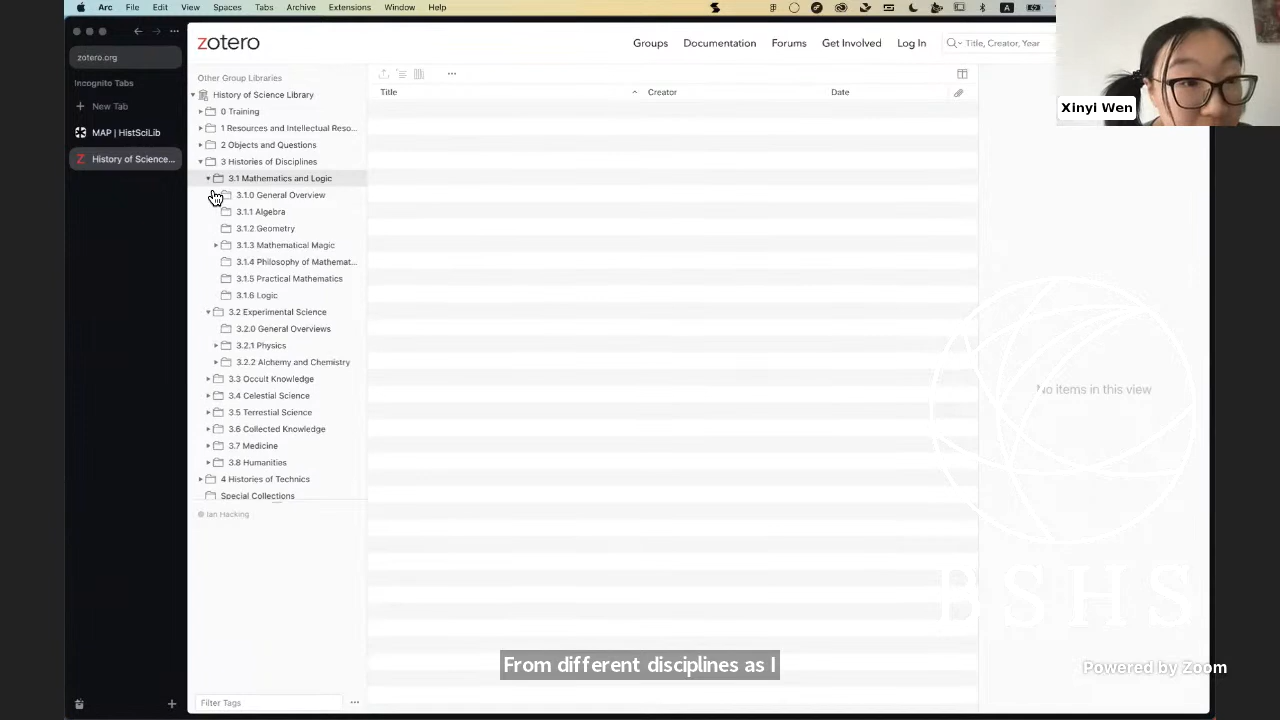 Arc File Edit View Spaces Tabs Archive Extensions Window Help
zotero.org
Incognito Tabs
New Tab
MAP | HistSciLib
History of Science...
zotero
Groups Documentation Forums Get Involved Log In Title, Creator, Year
Xinyi Wen
Other Group Libraries
History of Science Library
0 Training
1 Resources and Intellectual Reso...
2 Objects and Questions
3 Histories of Disciplines
3.1 Mathematics and Logic
3.1.0 General Overview
3.1.1 Algebra
3.1.2 Geometry
3.1.3 Mathematical Magic
3.1.4 Philosophy of Mathemat...
3.1.5 Practical Mathematics
3.1.6 Logic
3.2 Experimental Science
3.2.0 General Overviews
3.2.1 Physics
3.2.2 Alchemy and Chemistry
3.3 Occult Knowledge
3.4 Celestial Science
3.5 Terrestial Science
3.6 Collected Knowledge
3.7 Medicine
3.8 Humanities
4 Histories of Technics
Special Collections
Ian Hacking
Filter Tags
Title Creator Date
No items in this view
BSHS
From different disciplines as I
Powered by Zoom